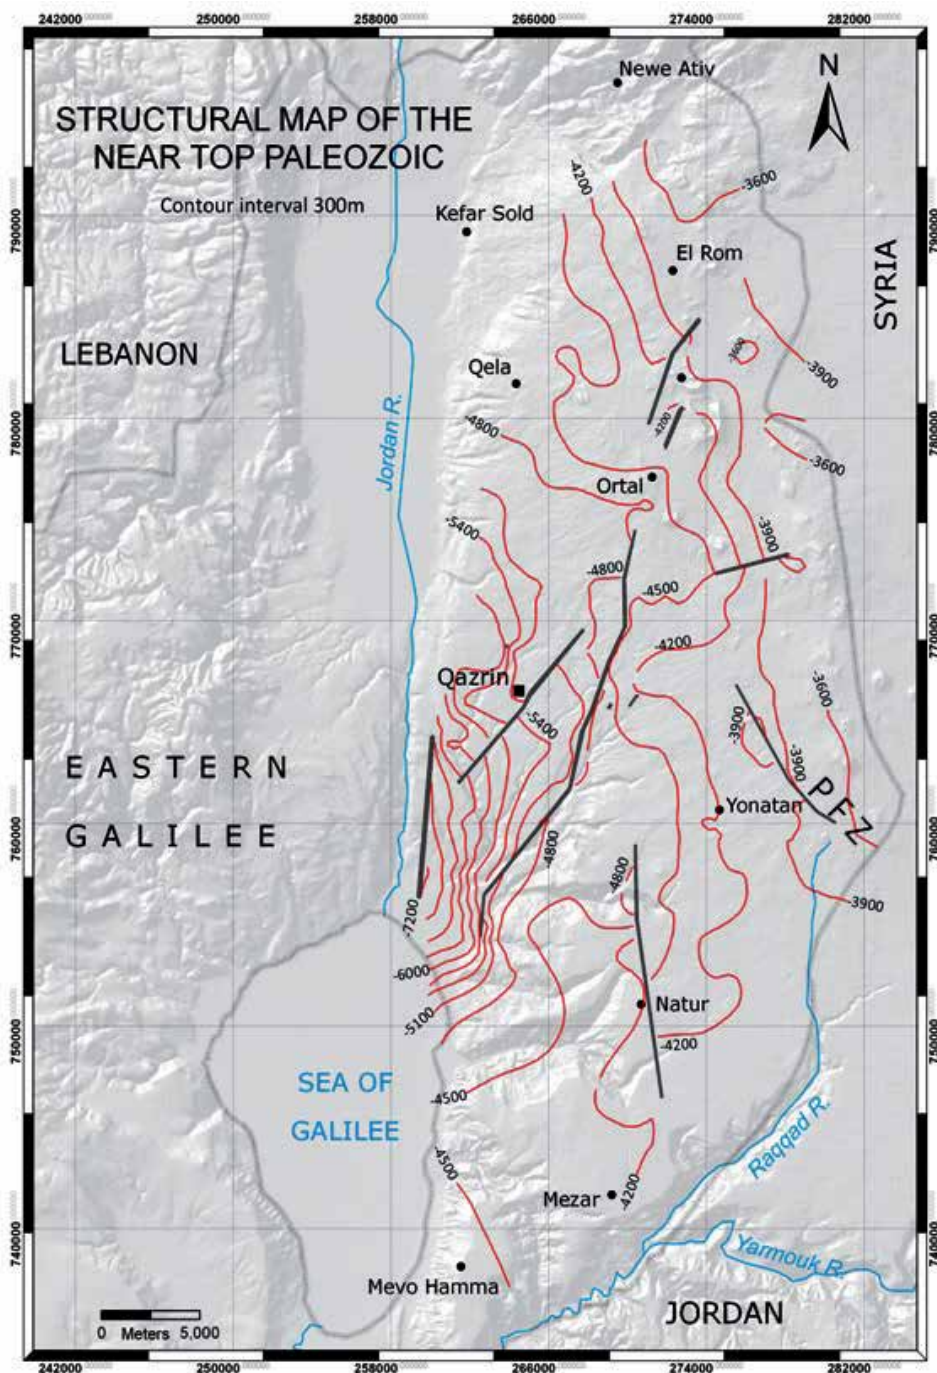 242000 250000 258000 266000 274000 282000
STRUCTURAL MAP OF THE
NEAR TOP PALEOZOIC
Contour interval 300m
N
Newe Ativ
-4200
-3600
790000
790000
Kefar Sold
El Rom
SYRIA
LEBANON
-3600
-3900
Qela
Jordan R.
780000
780000
-4800
-4200
-3600
Ortal
-5400
-3900
-4800
-4500
770000
770000
-4200
Qazrin
-3600
-5400
-3900
-3900
EASTERN
GALILEE
PFZ
Yonatan
760000
760000
-4800
-4800
-7200
-3900
-6000
Natur
-5100
750000
750000
-4200
SEA OF
GALILEE
-4500
Raqqad R.
-4500
Mezar
-4200
740000
740000
Yarmouk R.
Mevo Hamma
JORDAN
0 Meters 5,000
242000 250000 258000 266000 274000 282000